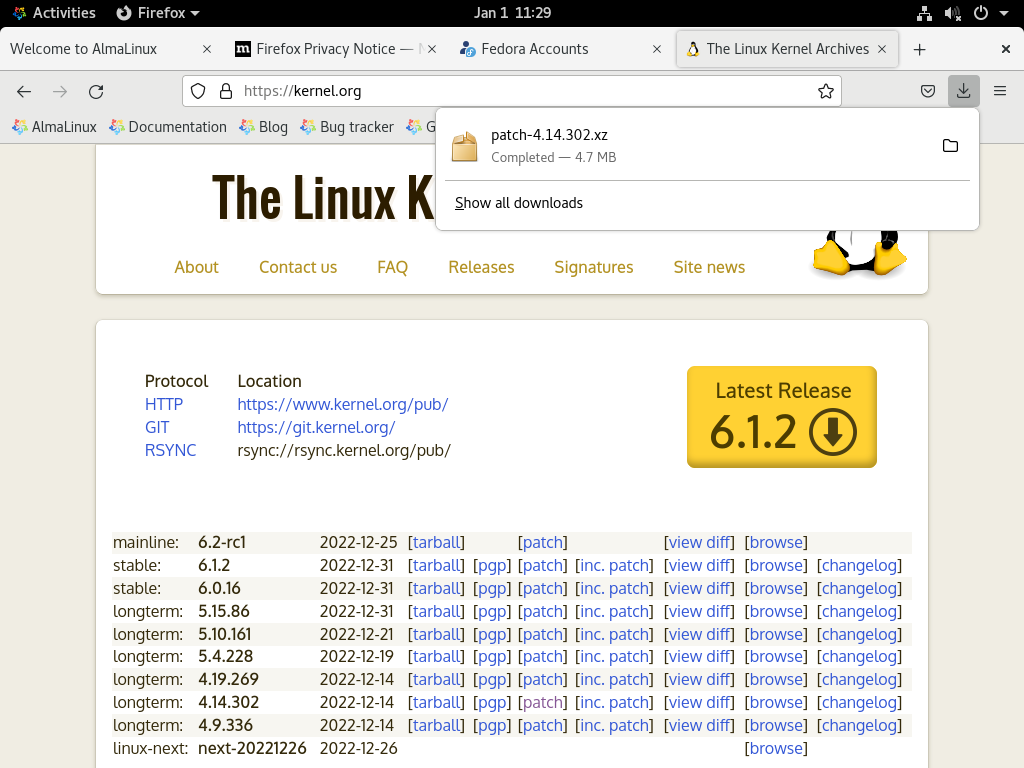 Activities Firefox Jan 1 11:29
Welcome to AlmaLinux Firefox Privacy Notice — Fedora Accounts The Linux Kernel Archives
https://kernel.org
AlmaLinux Documentation Blog Bug tracker G
patch-4.14.302.xz
Completed — 4.7 MB
Show all downloads
The Linux K
About Contact us FAQ Releases Signatures Site news
Protocol Location
HTTP https://www.kernel.org/pub/
GIT https://git.kernel.org/
RSYNC rsync://rsync.kernel.org/pub/
Latest Release
6.1.2
mainline: 6.2-rc1 2022-12-25 [tarball] [patch] [view diff] [browse]
stable: 6.1.2 2022-12-31 [tarball] [pgp] [patch] [inc. patch] [view diff] [browse] [changelog]
stable: 6.0.16 2022-12-31 [tarball] [pgp] [patch] [inc. patch] [view diff] [browse] [changelog]
longterm: 5.15.86 2022-12-31 [tarball] [pgp] [patch] [inc. patch] [view diff] [browse] [changelog]
longterm: 5.10.161 2022-12-21 [tarball] [pgp] [patch] [inc. patch] [view diff] [browse] [changelog]
longterm: 5.4.228 2022-12-19 [tarball] [pgp] [patch] [inc. patch] [view diff] [browse] [changelog]
longterm: 4.19.269 2022-12-14 [tarball] [pgp] [patch] [inc. patch] [view diff] [browse] [changelog]
longterm: 4.14.302 2022-12-14 [tarball] [pgp] [patch] [inc. patch] [view diff] [browse] [changelog]
longterm: 4.9.336 2022-12-14 [tarball] [pgp] [patch] [inc. patch] [view diff] [browse] [changelog]
linux-next: next-20221226 2022-12-26 [browse]